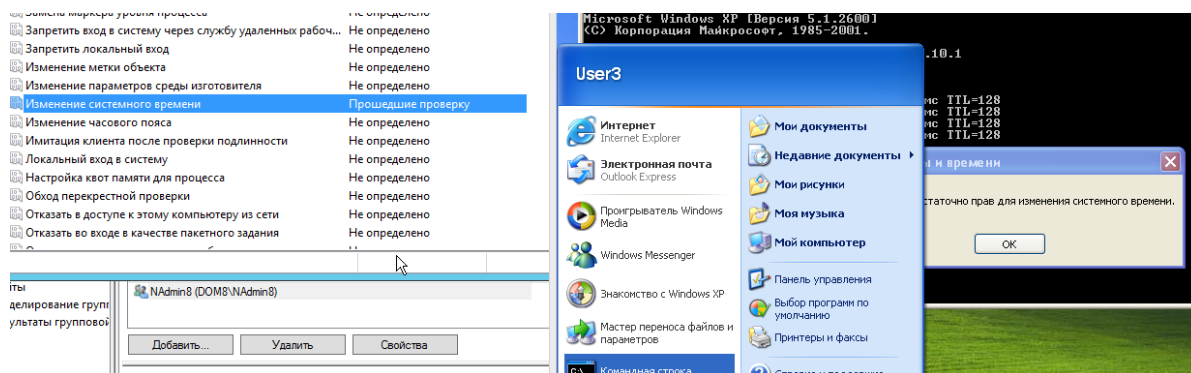 Замена маркера уровня процесса Не определено
Запретить вход в систему через службу удаленных рабоч... Не определено
Запретить локальный вход Не определено
Изменение метки объекта Не определено
Изменение параметров среды изготовителя Не определено
Изменение системного времени Прошедшие проверку
Изменение часового пояса Не определено
Имитация клиента после проверки подлинности Не определено
Локальный вход в систему Не определено
Настройка квот памяти для процесса Не определено
Обход перекрестной проверки Не определено
Отказать в доступе к этому компьютеру из сети Не определено
Отказать во входе в качестве пакетного задания Не определено
NAdmin8 (DOM8\NAdmin8)
Добавить... Удалить Свойства
Microsoft Windows XP [Версия 5.1.2600]
(C) Корпорация Майкрософт, 1985-2001.
.10.1
мс TTL=128
мс TTL=128
мс TTL=128
мс TTL=128
User3
Интернет
Internet Explorer
Электронная почта
Outlook Express
Проигрыватель Windows
Media
Windows Messenger
Знакомство с Windows XP
Мастер переноса файлов и
параметров
Командная строка
Мои документы
Недавние документы
Мои рисунки
Моя музыка
Мой компьютер
Панель управления
Выбор программ по
умолчанию
Принтеры и факсы
и времени
статочно прав для изменения системного времени.
OK